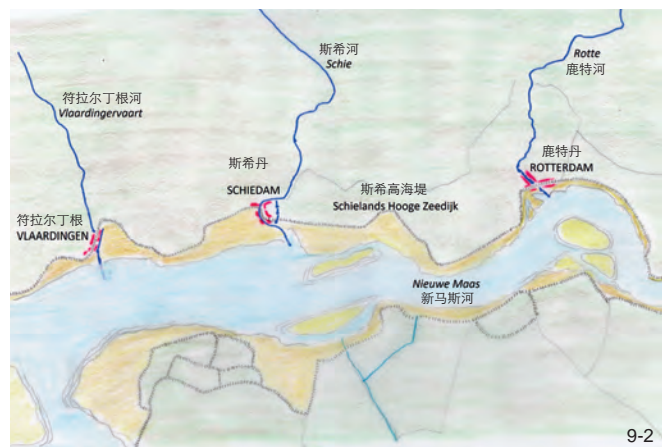 斯希河
Schie
Rotte
鹿特河
符拉尔丁根河
Vlaardingervaart
斯希丹
SCHIEDAM
鹿特丹
ROTTERDAM
斯希高海堤
Schielands Hooge Zeedijk
符拉尔丁根
VLAARDINGEN
Nieuwe Maas
新马斯河
9-2